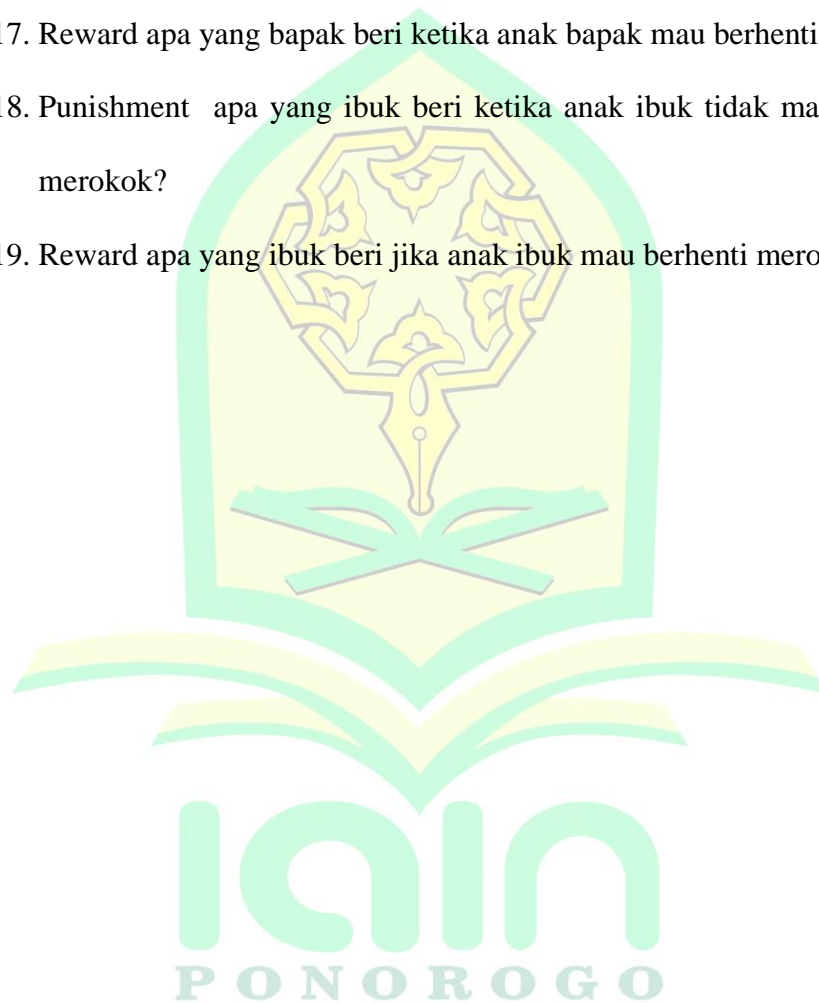 17. Reward apa yang bapak beri ketika anak bapak mau berhenti
18. Punishment apa yang ibuk beri ketika anak ibuk tidak ma
merokok?
19. Reward apa yang ibuk beri jika anak ibuk mau berhenti mero
iain
PONOROGO